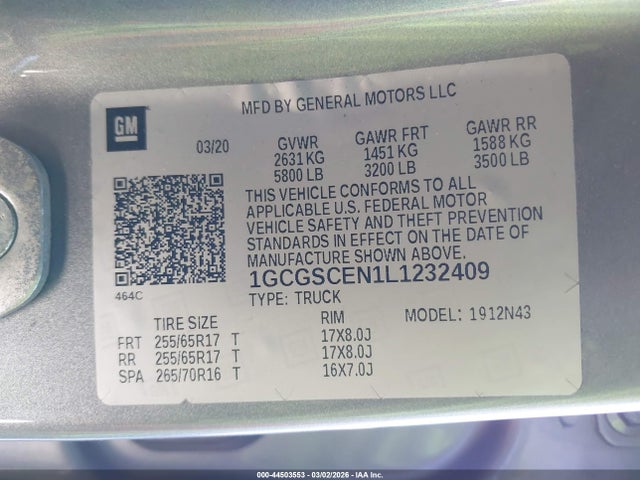 MFD BY GENERAL MOTORS LLC
GM
03/20 GVWR GAWR FRT GAWR RR
2631 KG 1451 KG 1588 KG
5800 LB 3200 LB 3500 LB
THIS VEHICLE CONFORMS TO ALL
APPLICABLE U.S. FEDERAL MOTOR
VEHICLE SAFETY AND THEFT PREVENTION
STANDARDS IN EFFECT ON THE DATE OF
MANUFACTURE SHOWN ABOVE.
1GCGSCEN1L1232409
464C
TYPE: TRUCK
TIRE SIZE RIM MODEL: 1912N43
FRT 255/65R17 T 17X8.0J
RR 255/65R17 T 17X8.0J
SPA 265/70R16 T 16X7.0J
000-44503553 - 03/02/2026 - IAA Inc.